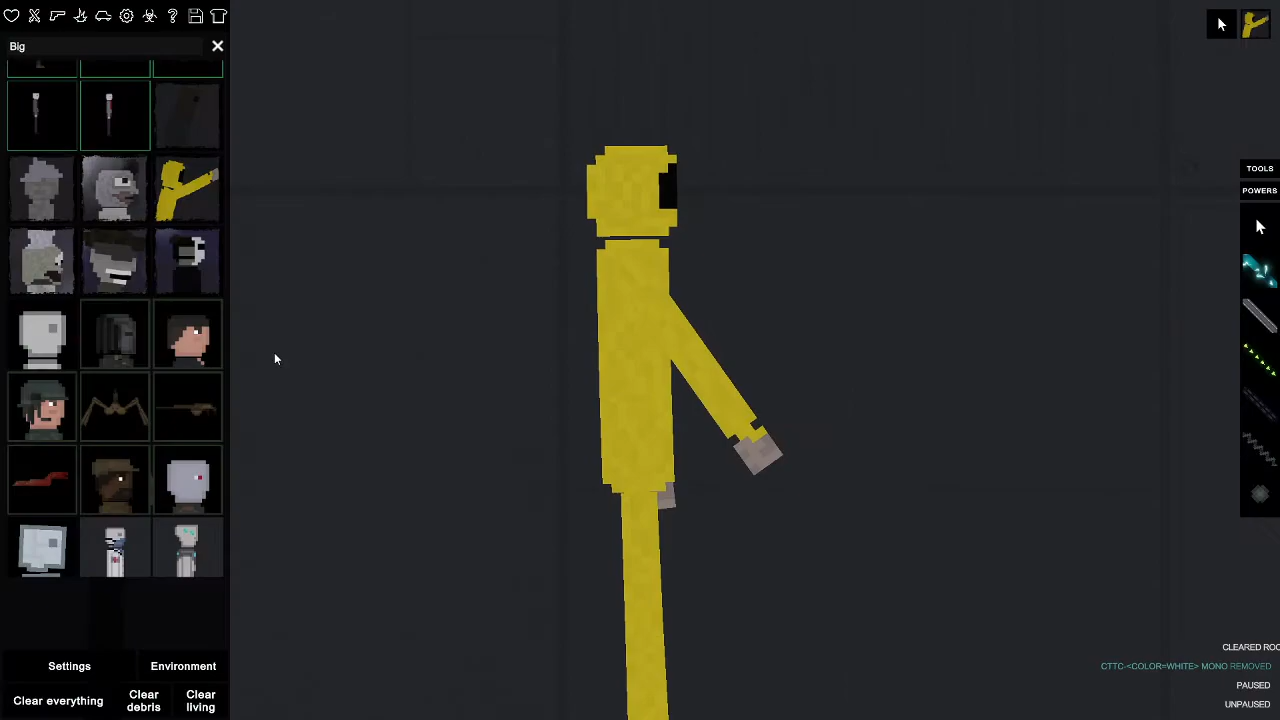 Big
TOOLS
POWERS
Settings
Environment
Clear everything
Clear debris
Clear living
CLEARED ROO
CTTC-<COLOR=WHITE> MONO REMOVED
PAUSED
UNPAUSED